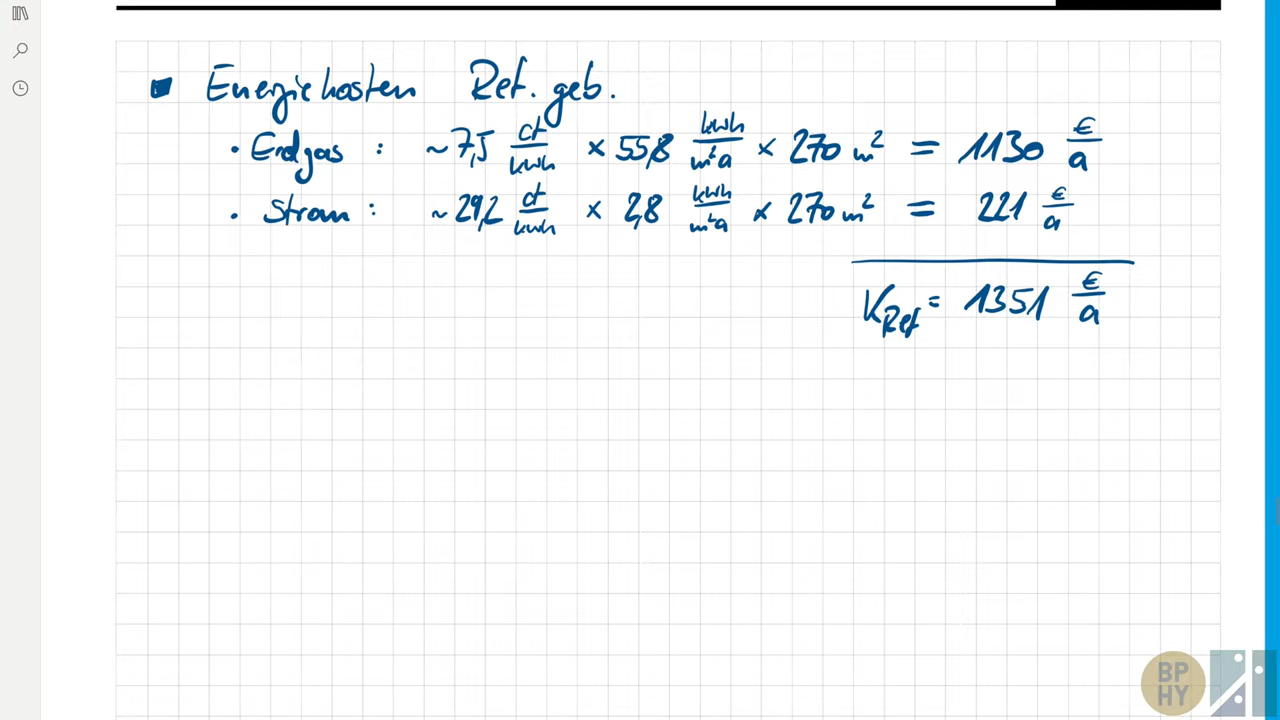 ▪ Energiekosten Ref. geb.
• Erdgas : ~7,5 ct/kWh × 55,8 kWh/m²a × 270 m² = 1130 €/a
• Strom : ~29,2 ct/kWh × 2,8 kWh/m²a × 270 m² = 221 €/a
K_Ref = 1351 €/a
BP
HY